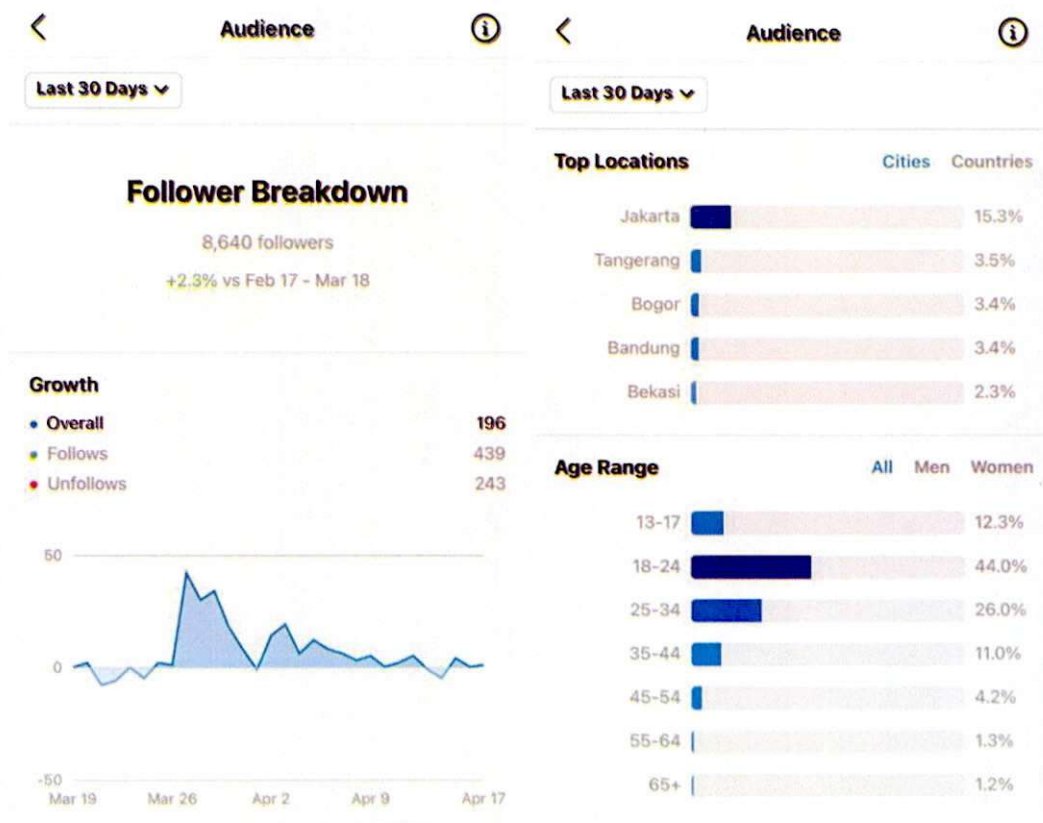 Audience
Last 30 Days
Follower Breakdown
8,640 followers
+2.3% vs Feb 17 - Mar 18
Growth
Overall 196
Follows 439
Unfollows 243
50
0
-50
Mar 19 Mar 26 Apr 2 Apr 9 Apr 17
Audience
Last 30 Days
Top Locations Cities Countries
Jakarta 15.3%
Tangerang 3.5%
Bogor 3.4%
Bandung 3.4%
Bekasi 2.3%
Age Range All Men Women
13-17 12.3%
18-24 44.0%
25-34 26.0%
35-44 11.0%
45-54 4.2%
55-64 1.3%
65+ 1.2%